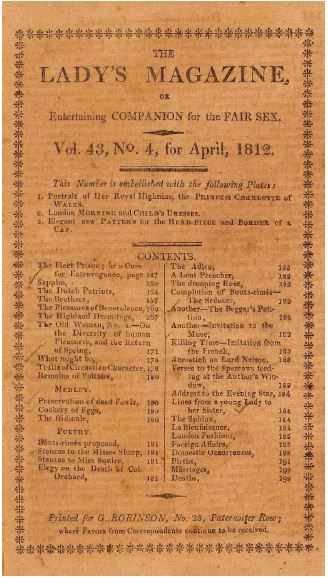 THE
LADY'S MAGAZINE,
OR
Entertaining COMPANION for the FAIR SEX.
Vol. 43, No. 4, for April, 1812.
This Number is embellished with the following Plates:
1. Portrait of Her Royal Highness, the PRINCESS CHARLOTTE of
WALES.
2. London MORNING and CHILD'S DRESSES.
3. Elegant new PATTERN for the HEAD-PIECE and BORDER of a
CAP.
CONTENTS.
The Fleet Prison; or a Cure
for Extravagance, page 147
Sappho,
The Dutch Patriots, 154
The Brothers, 157
The Pleasures of Benevolence, 162
The Highland Hermitage, 167
The Old Woman, No. 4.—On
the Diversity of human
Pleasures, and the Return
of Spring, 171
What might be, 174
Traits of Circassian Character, 178
Remains of Voltaire, 180
MEDLEY.
Preservation of dead Fowls, 180
Cookery of Eggs, 180
The Ridicule, 180
POETRY.
Bouts-rimés proposed, 181
Stanzas to the Misses Sharp, 181
Stanzas to Miss Squire, 181
Elegy on the Death of Col.
Orchard, 181
The Adieu, 182
A Lent Preacher, 182
The drooping Rose, 182
Completion of Bouts-rimés—
The Seducer, 182
Another—The Beggar's Peti-
tion, 182
Another—Invitation to the
Muse, 182
Killing Time—Imitation from
the French, 183
Acrostich on Lord Nelson, 183
Verses to the Sparrows feed-
ing at the Author's Win-
dow, 183
Address to the Evening Star, 184
Lines from a young Lady to
her Sister, 184
The Sphinx, 184
La Bienfaisance, 184
London Fashions, 185
Foreign Affairs, 185
Domestic Occurrences, 188
Births, 191
Marriages, 192
Deaths, 192
Printed for G. ROBINSON, No. 25, Paternoster Row;
where Favors from Correspondents continue to be received.